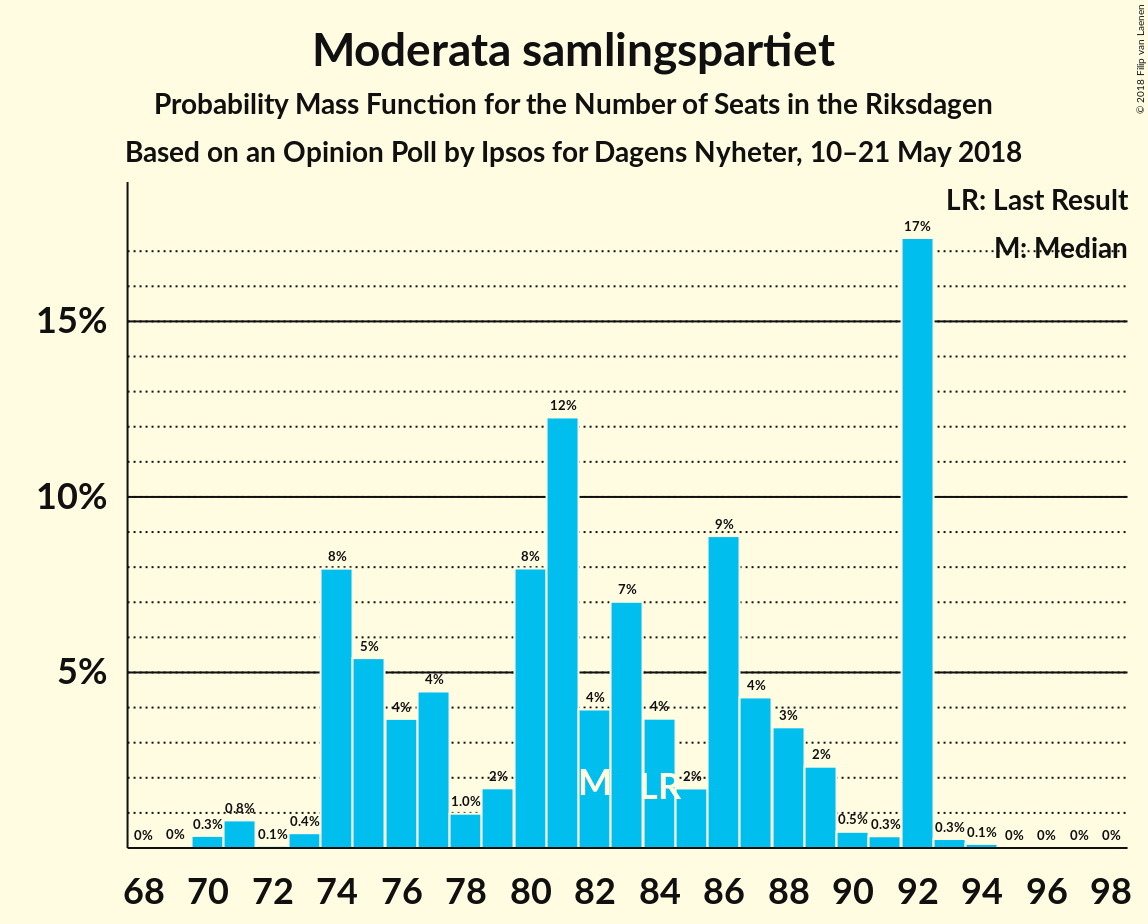 Moderata samlingspartiet
Probability Mass Function for the Number of Seats in the Riksdagen
Based on an Opinion Poll by Ipsos for Dagens Nyheter, 10–21 May 2018
© 2018 Filip van Laenen
LR: Last Result
M: Median
15%
10%
5%
0% 0% 0.3% 0.8% 0.1% 0.4% 8% 5% 4% 4% 1.0% 2% 8% 12% 4% 7% 4% 2% 9% 4% 3% 2% 0.5% 0.3% 17% 0.3% 0.1% 0% 0% 0% 0%
M LR
68 70 72 74 76 78 80 82 84 86 88 90 92 94 96 98